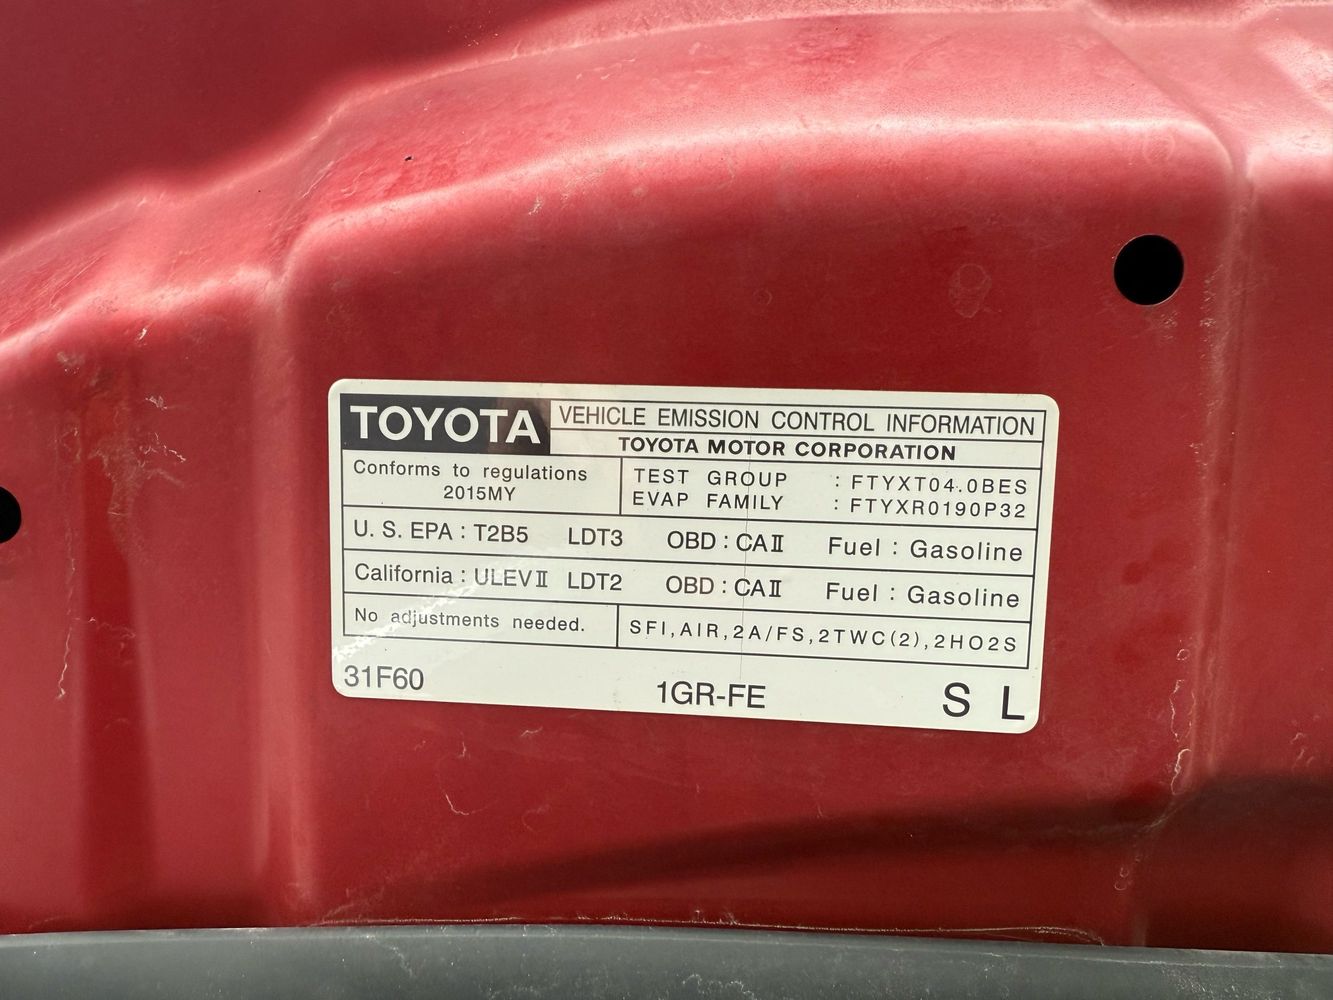 TOYOTA VEHICLE EMISSION CONTROL INFORMATION
TOYOTA MOTOR CORPORATION
Conforms to regulations
2015MY
TEST GROUP : FTYXT04.0BES
EVAP FAMILY : FTYXR0190P32
U. S. EPA : T2B5 LDT3 OBD : CAⅡ Fuel : Gasoline
California : ULEVⅡ LDT2 OBD : CAⅡ Fuel : Gasoline
No adjustments needed.
SFI,AIR,2A/FS,2TWC(2),2HO2S
31F60 1GR-FE S L